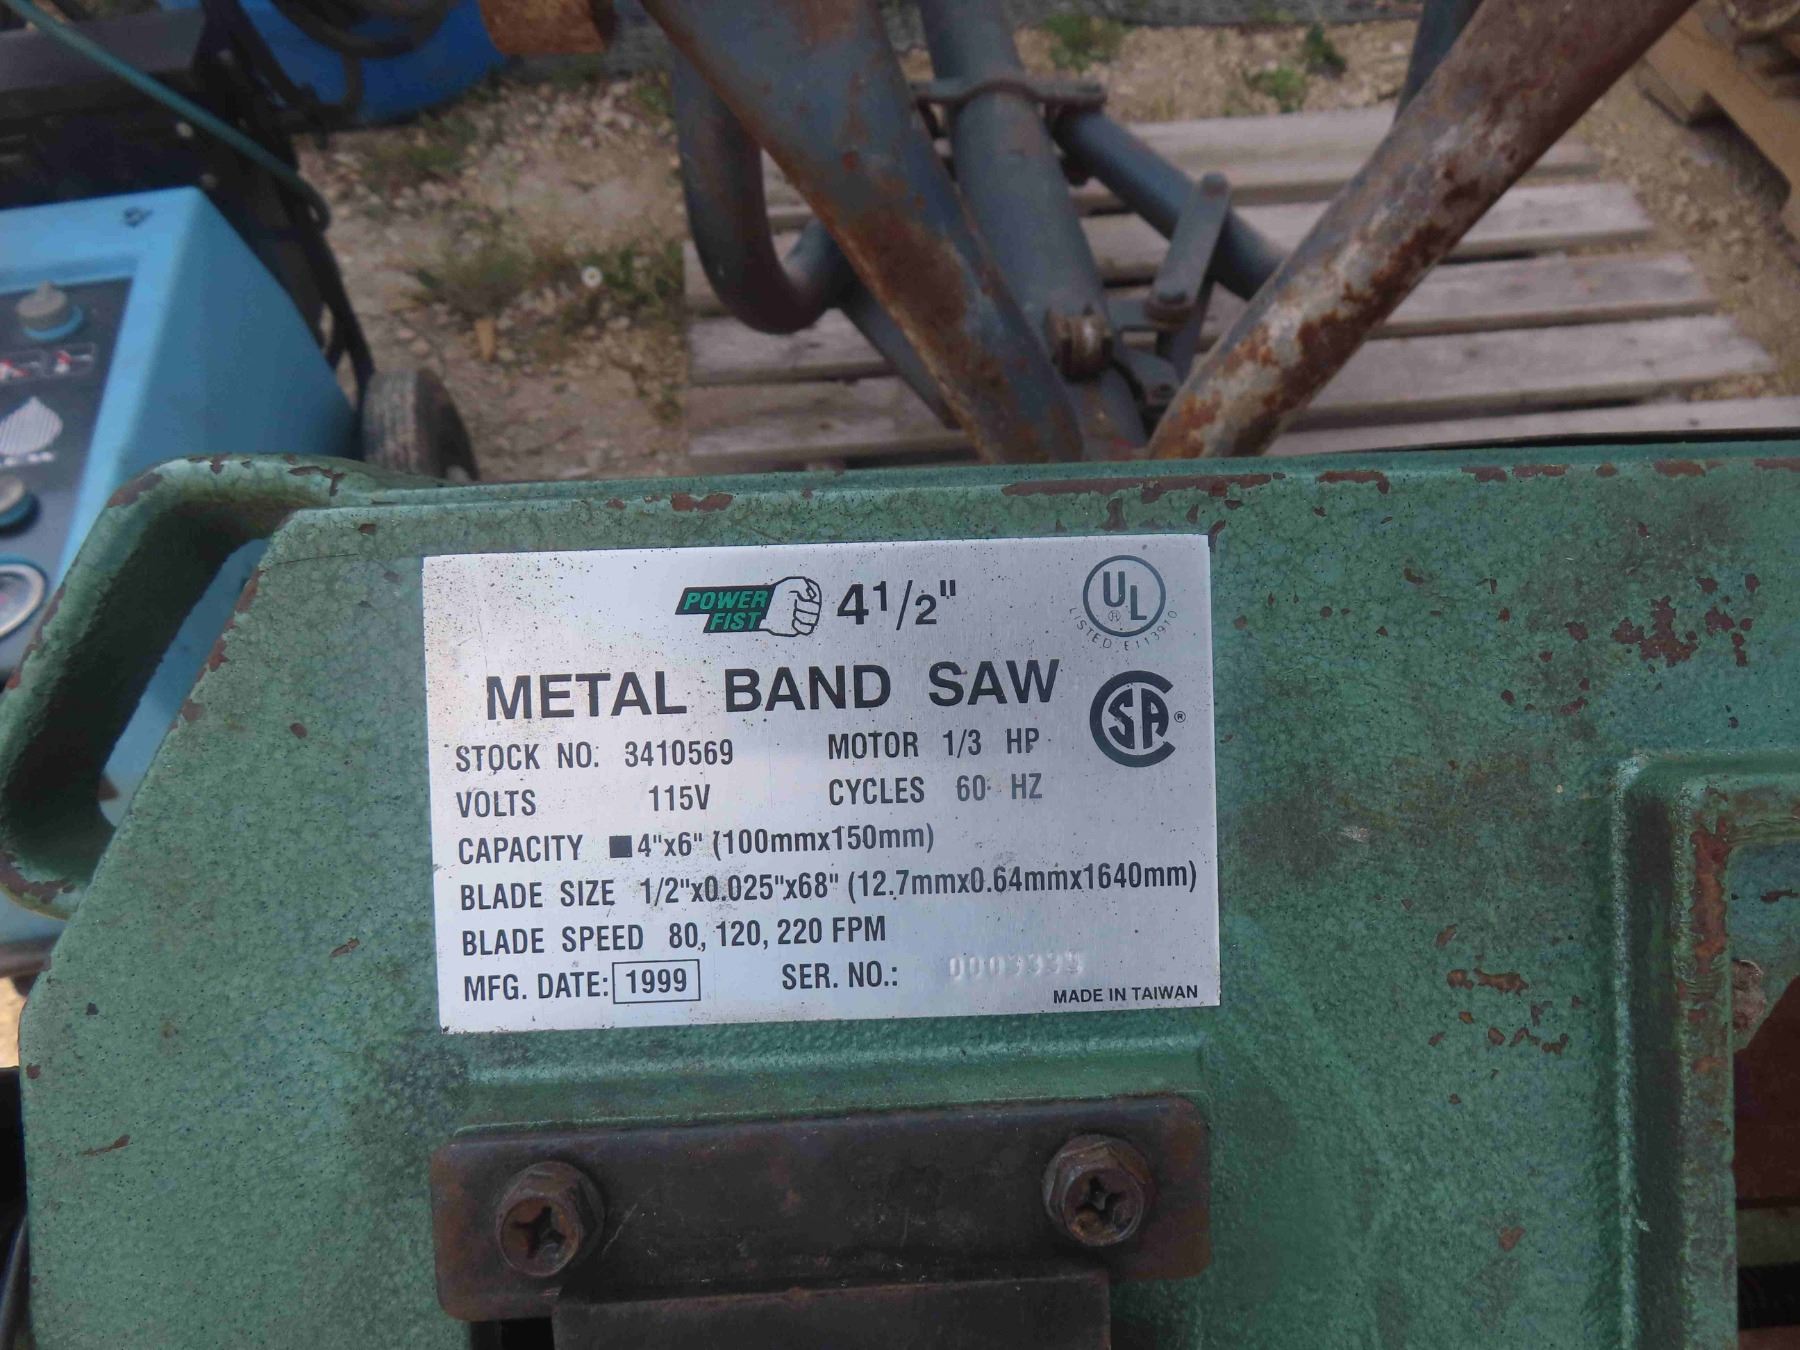 POWER FIST 4 1/2"
UL
LISTED E113910
METAL BAND SAW
SA
STOCK NO. 3410569 MOTOR 1/3 HP
VOLTS 115V CYCLES 60 HZ
CAPACITY ■4"x6" (100mmx150mm)
BLADE SIZE 1/2"x0.025"x68" (12.7mmx0.64mmx1640mm)
BLADE SPEED 80, 120, 220 FPM
MFG. DATE: 1999 SER. NO.:
MADE IN TAIWAN